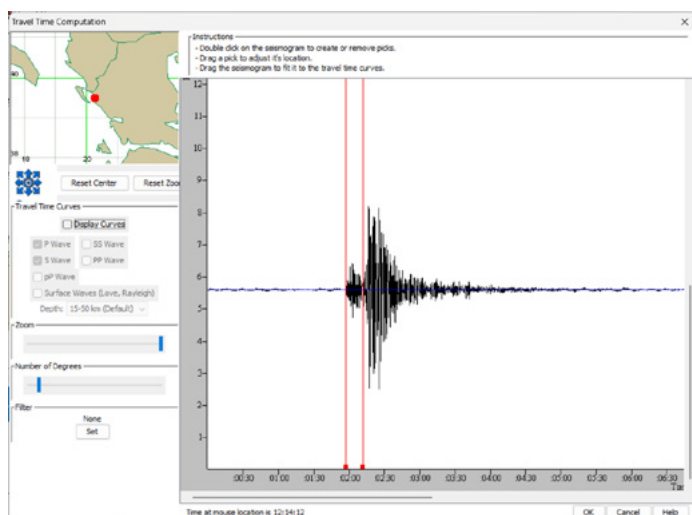 Travel Time Computation
Instructions
- Double click on the seismogram to create or remove picks.
- Drag a pick to adjust it's location.
- Drag the seismogram to fit it to the travel time curves.
40
38
18
20
Reset Center
Reset Zoo
Travel Time Curves
Display Curves
P Wave
SS Wave
S Wave
PP Wave
pP Wave
Surface Waves (Love, Rayleigh)
Depth: 15-50 km (Default)
Zoom
Number of Degrees
Filter
None
Set
12
11
10
9
8
7
6
5
4
3
2
1
:00:30
:01:00
:01:30
:02:00
:02:30
:03:00
:03:30
:04:00
:04:30
:05:00
:05:30
:06:00
:06:30
Time at mouse location is 12:14:12
OK
Cancel
Help